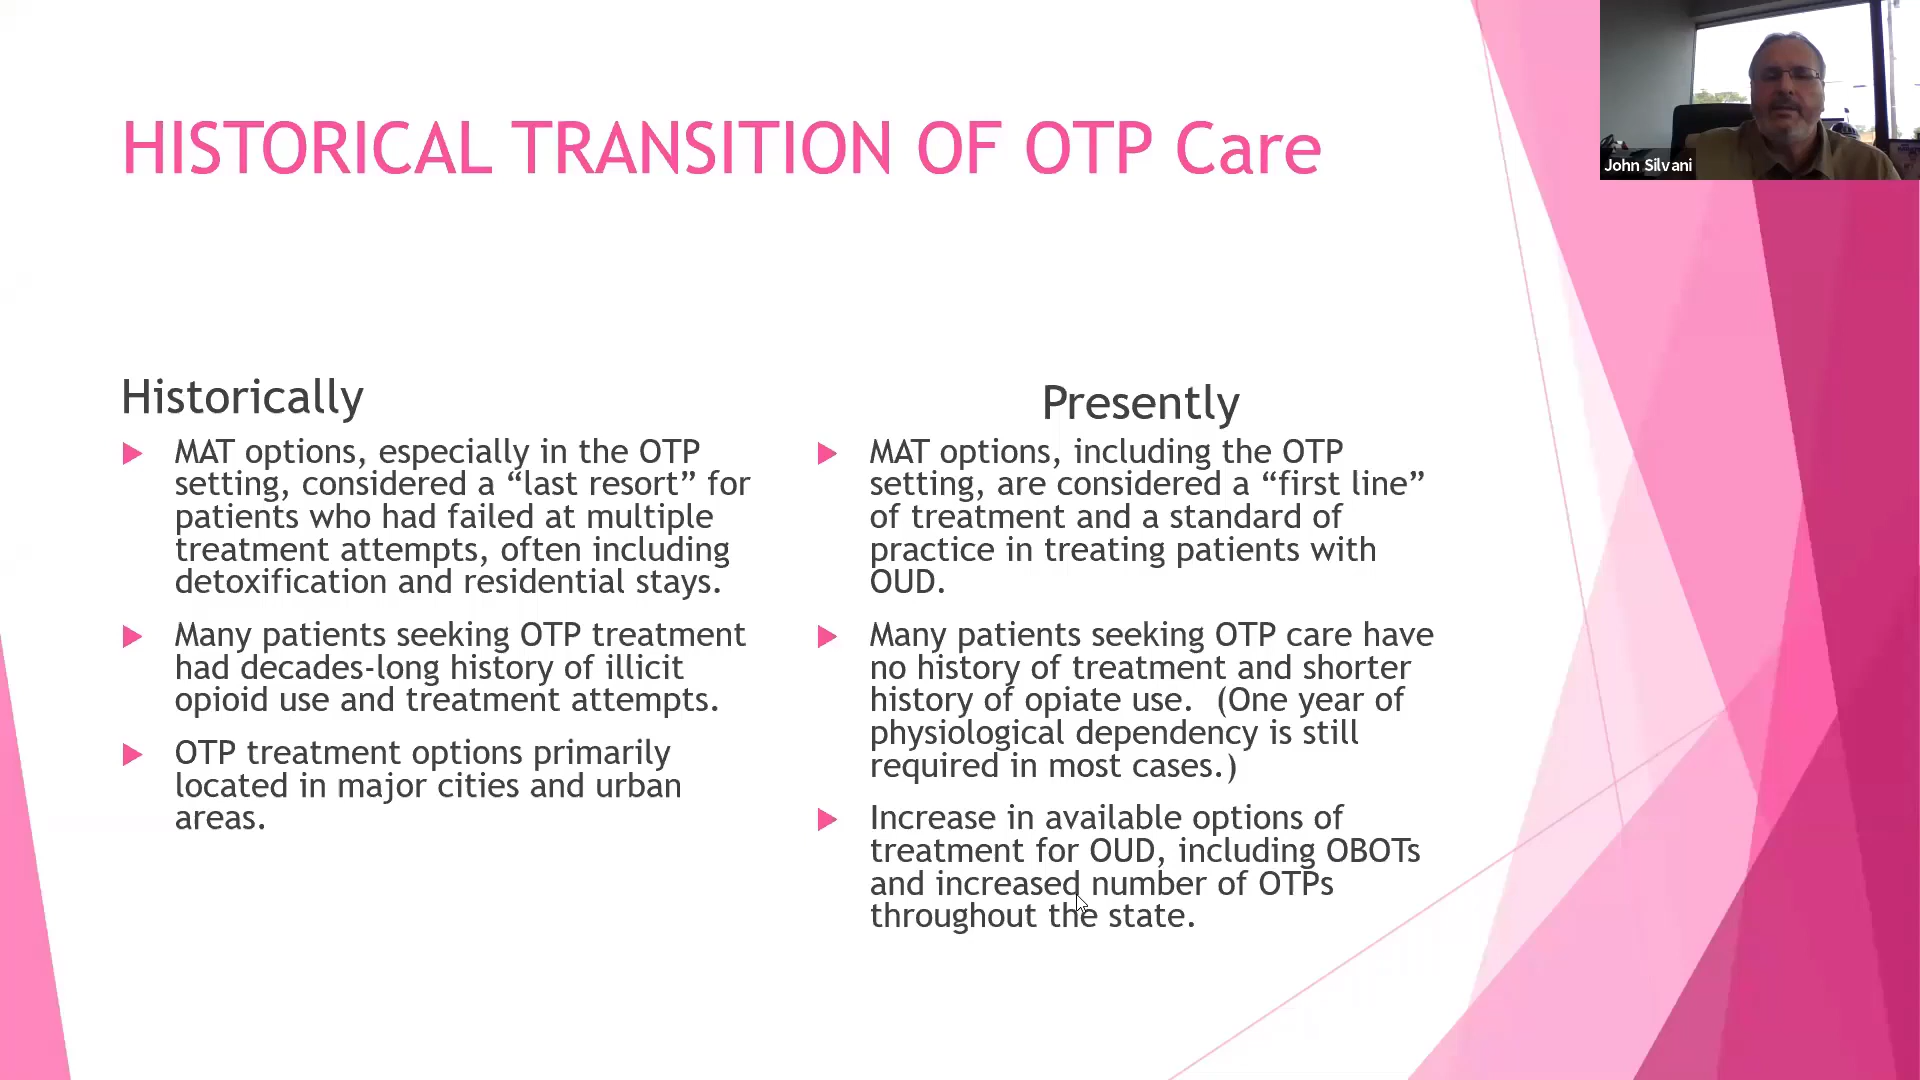 HISTORICAL TRANSITION OF OTP Care
John Silvani
Historically
MAT options, especially in the OTP
setting, considered a “last resort” for
patients who had failed at multiple
treatment attempts, often including
detoxification and residential stays.
Many patients seeking OTP treatment
had decades-long history of illicit
opioid use and treatment attempts.
OTP treatment options primarily
located in major cities and urban
areas.
Presently
MAT options, including the OTP
setting, are considered a “first line”
of treatment and a standard of
practice in treating patients with
OUD.
Many patients seeking OTP care have
no history of treatment and shorter
history of opiate use.  (One year of
physiological dependency is still
required in most cases.)
Increase in available options of
treatment for OUD, including OBOTs
and increased number of OTPs
throughout the state.